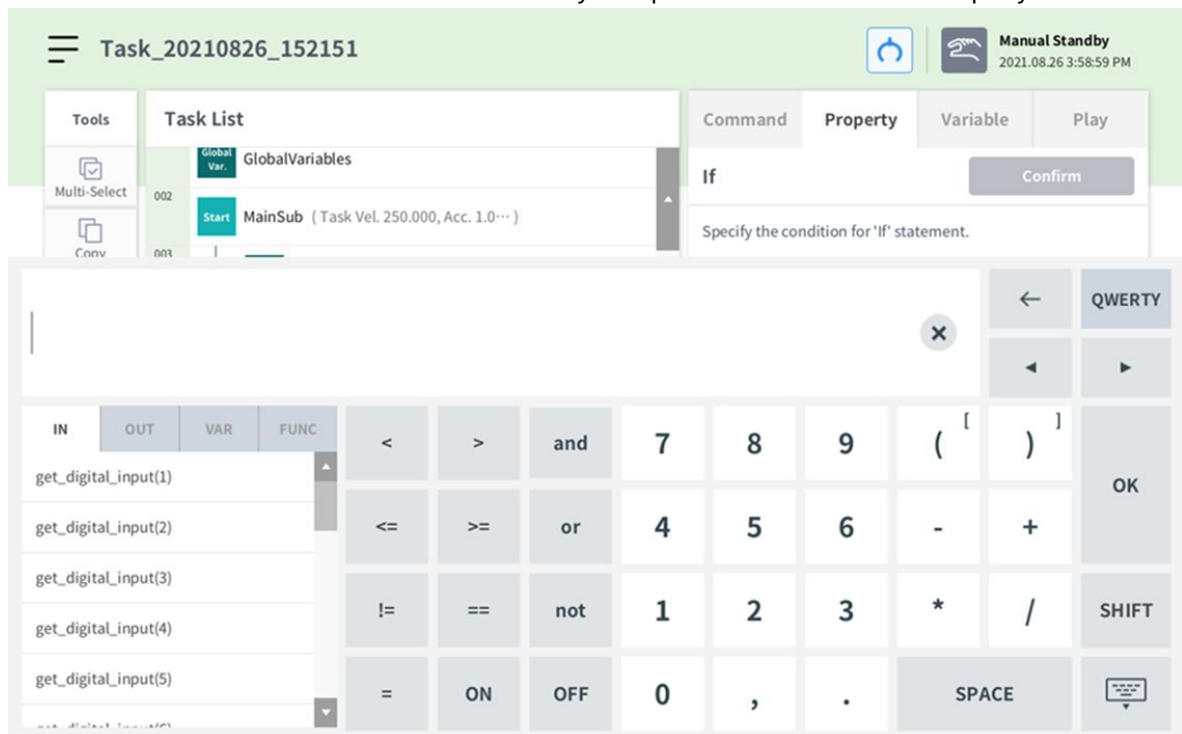 Task_20210826_152151
Manual Standby
2021.08.26 3:58:59 PM
Tools
Task List
Command
Property
Variable
Play
Global
Var.
GlobalVariables
If
Confirm
Multi-Select
002
Start
MainSub ( Task Vel. 250.000, Acc. 1.0··· )
Specify the condition for 'If' statement.
Copy
003
←
QWERTY
IN
OUT
VAR
FUNC
<
>
and
7
8
9
( [
) ]
OK
get_digital_input(1)
get_digital_input(2)
<=
>=
or
4
5
6
-
+
get_digital_input(3)
get_digital_input(4)
!=
==
not
1
2
3
*
/
SHIFT
get_digital_input(5)
=
ON
OFF
0
,
.
SPACE